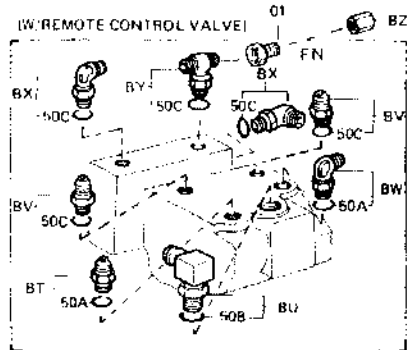 [W/REMOTE CONTROL VALVE]
01
BZ
FN
BX
BY
BX
50C
50C
50C
50C
BV
BV
BW
50C
50A
BT
50A
50B
BU